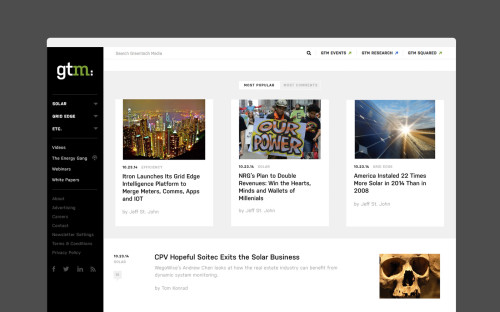 gtm:
Search Greentech Media
GTM EVENTS
GTM RESEARCH
GTM SQUARED
SOLAR
GRID EDGE
ETC.
Videos
The Energy Gang
Webinars
White Papers
About
Advertising
Careers
Contact
Newsletter Settings
Terms & Conditions
Privacy Policy
MOST POPULAR
MOST COMMENTS
10.23.14 EFFICIENCY
Itron Launches Its Grid Edge
Intelligence Platform to
Merge Meters, Comms, Apps
and IoT
by Jeff St. John
OUR
POWER
10.23.14 SOLAR
NRG's Plan to Double
Revenues: Win the Hearts,
Minds and Wallets of
Millenials
by Jeff St. John
10.23.14 GRID EDGE
America Instaled 22 Times
More Solar in 2014 Than in
2008
by Jeff St. John
10.23.14
SOLAR
CPV Hopeful Soitec Exits the Solar Business
WegoWise's Andrew Chen looks at how the real estate industry can benefit from
dynamic system monitoring.
by Tom Konrad